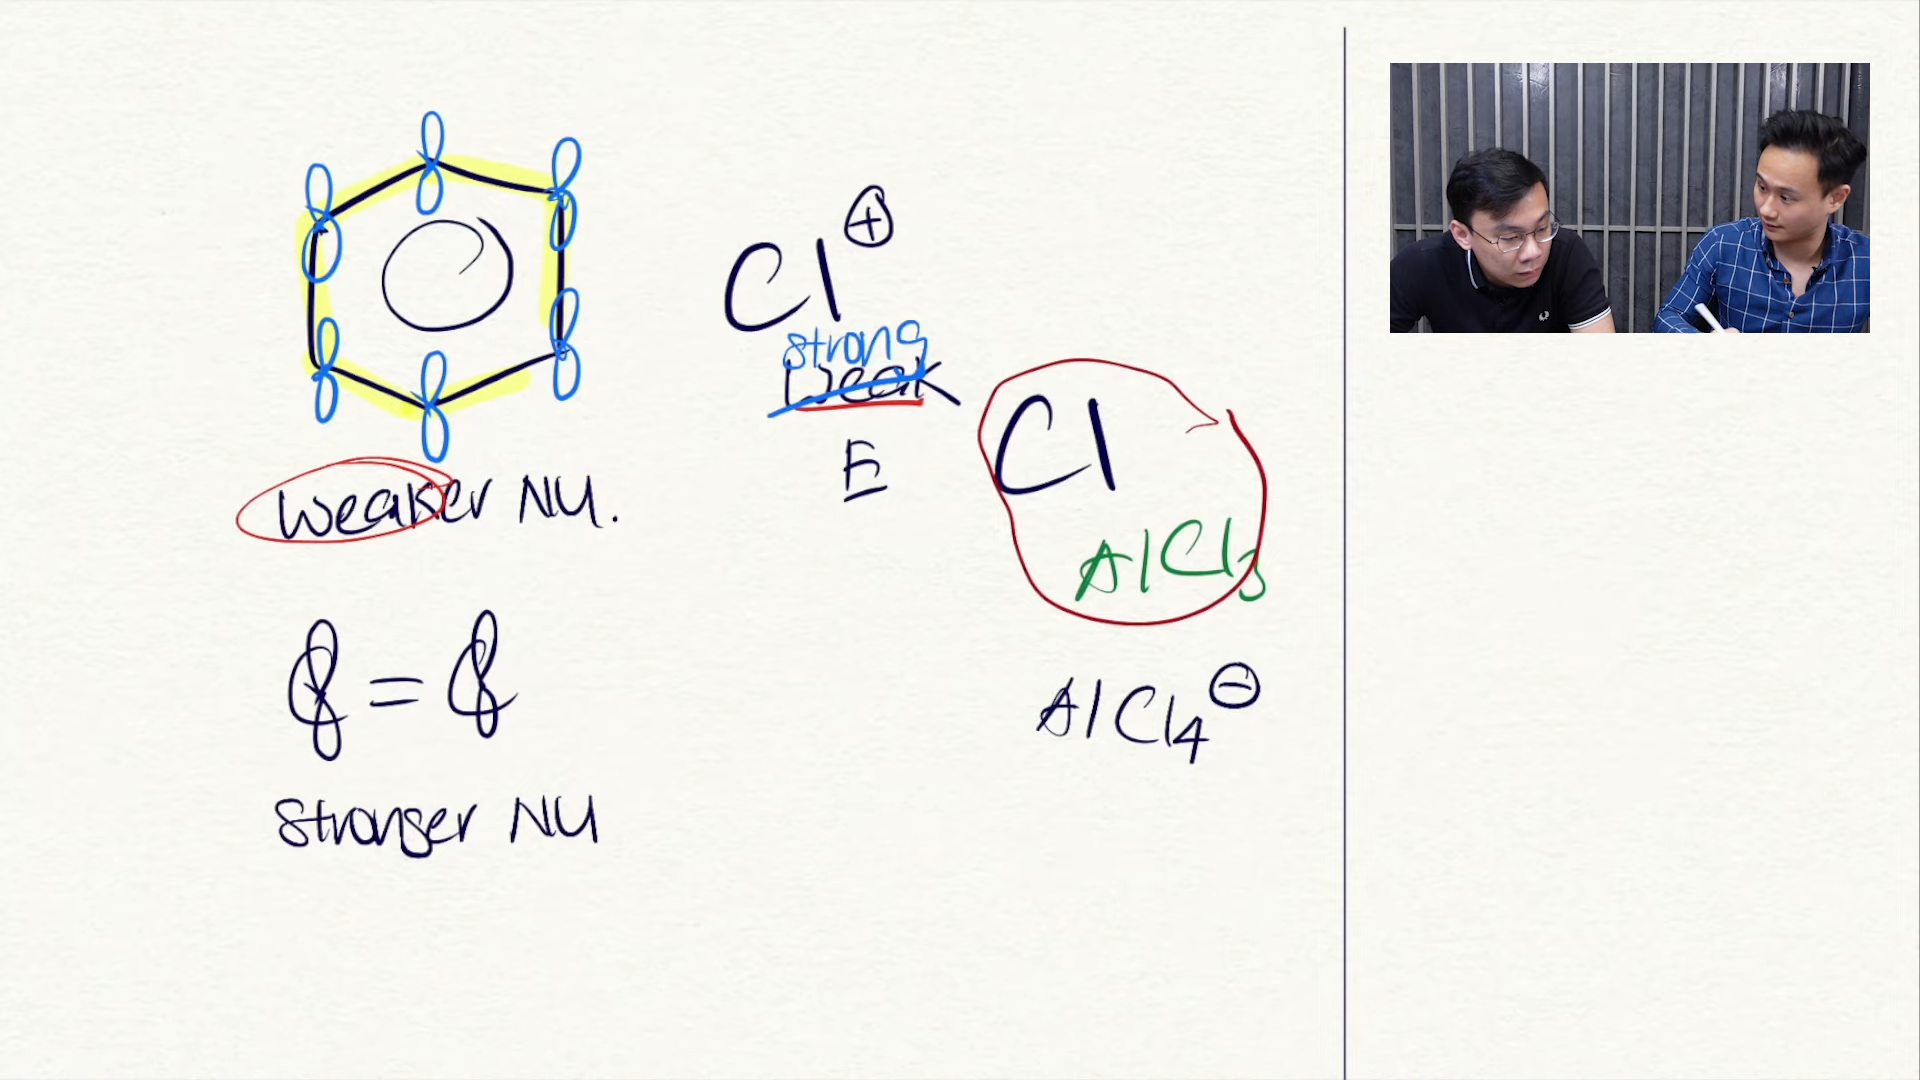 Cl⊕
strong
weak
E
Cl
AlCl3
weaker Nu.
AlCl4⊖
=
Stronger Nu